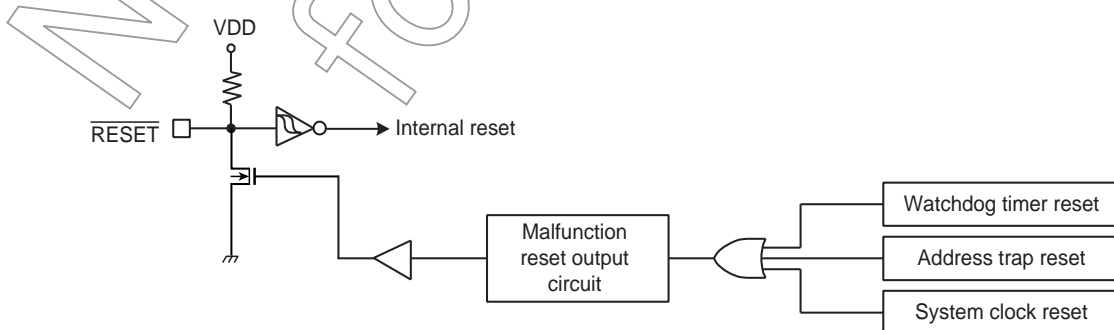 VDD
RESET
Internal reset
Watchdog timer reset
Malfunction
reset output
circuit
Address trap reset
System clock reset